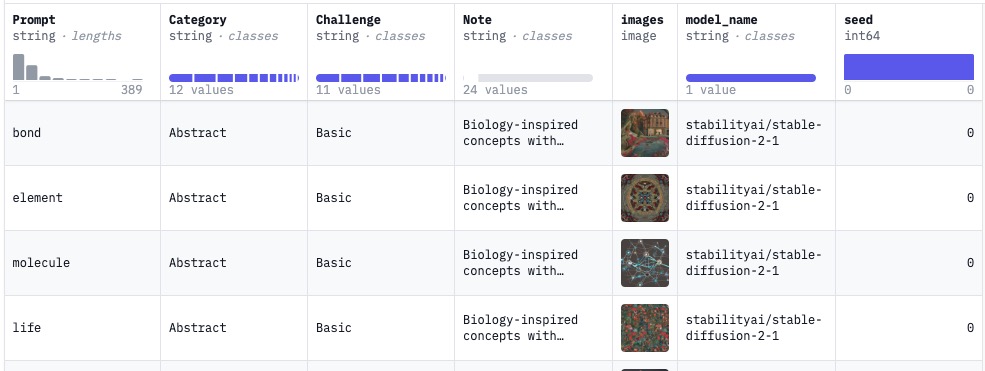 Prompt Category Challenge Note images model_name seed
string · lengths string · classes string · classes string · classes image string · classes int64
1 389 12 values 11 values 24 values 1 value 0 0
bond Abstract Basic Biology-inspired concepts with… stabilityai/stable-diffusion-2-1 0
element Abstract Basic Biology-inspired concepts with… stabilityai/stable-diffusion-2-1 0
molecule Abstract Basic Biology-inspired concepts with… stabilityai/stable-diffusion-2-1 0
life Abstract Basic Biology-inspired concepts with… stabilityai/stable-diffusion-2-1 0